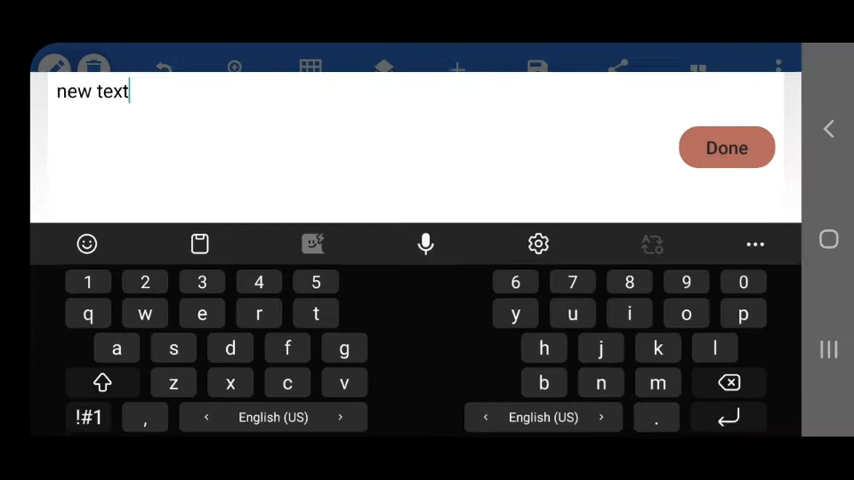 new text
Done
1 2 3 4 5 6 7 8 9 0
q w e r t y u i o p
a s d f g h j k l
z x c v b n m
!#1 , < English (US) > < English (US) > .